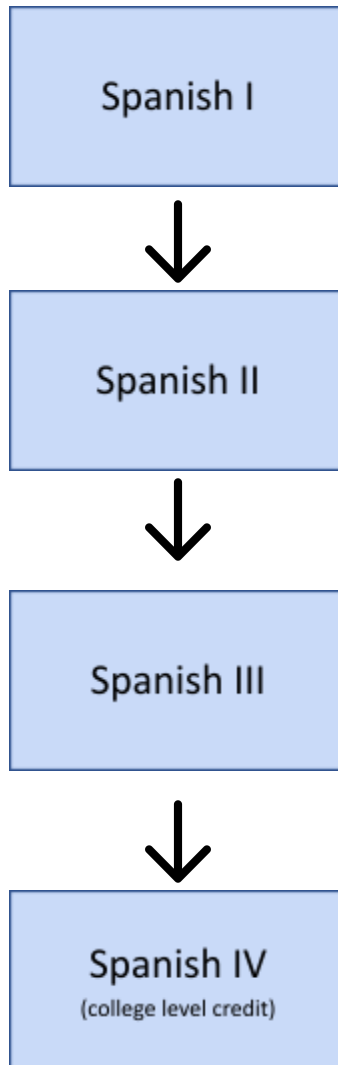 Spanish I
Spanish II
Spanish III
Spanish IV
(college level credit)